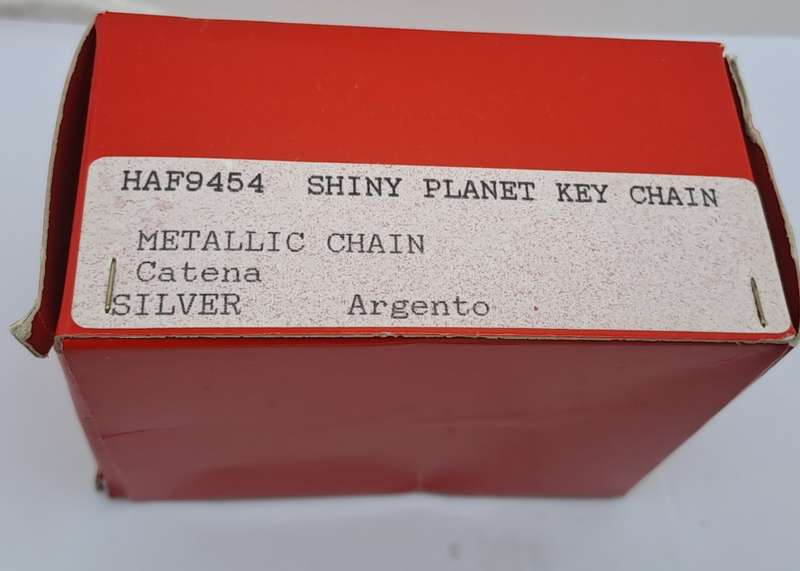 HAF9454 SHINY PLANET KEY CHAIN
METALLIC CHAIN
Catena
SILVER Argento